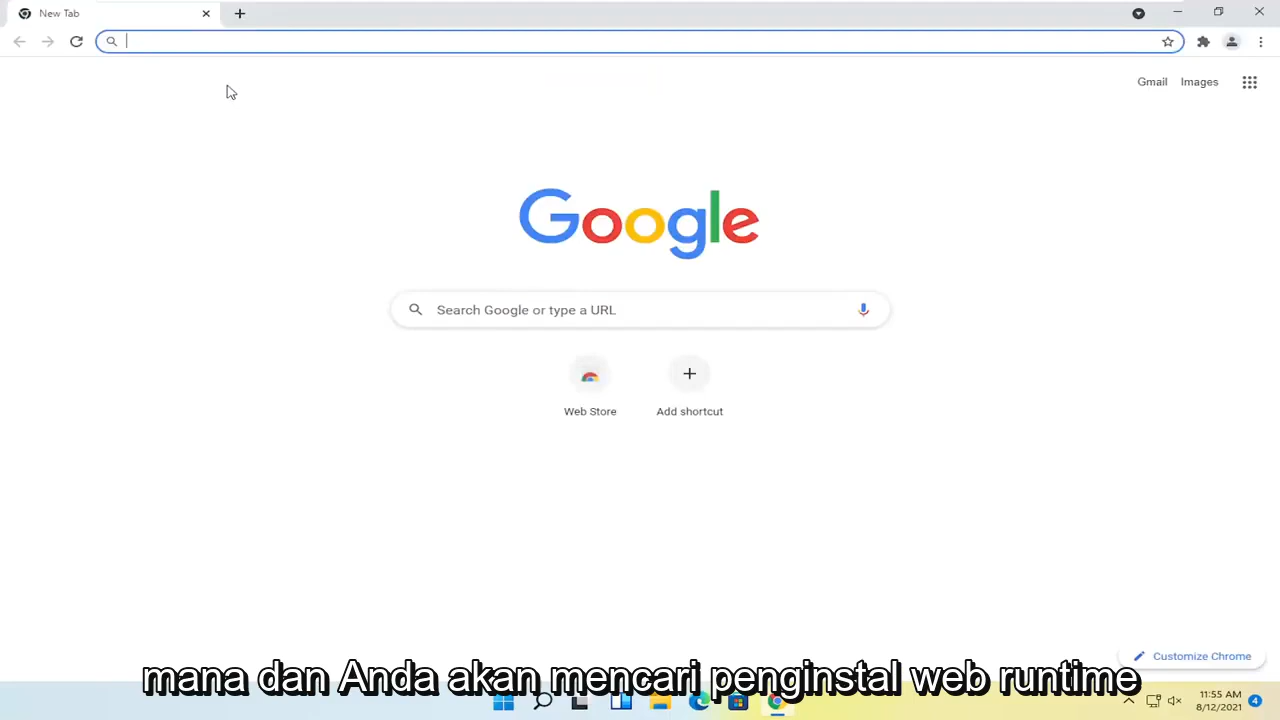 New Tab
Gmail Images
Google
Search Google or type a URL
Web Store Add shortcut
Customize Chrome
mana dan Anda akan mencari penginstal web runtime
11:55 AM
8/12/2021
4